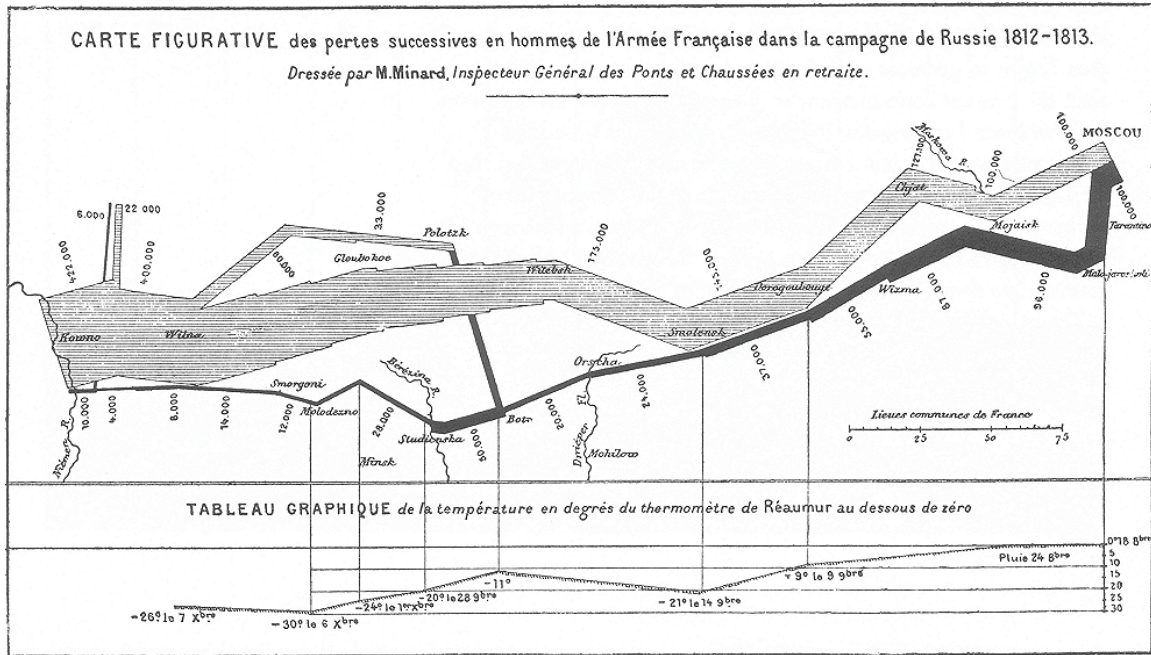 CARTE FIGURATIVE des pertes successives en hommes de l'Armée Française dans la campagne de Russie 1812-1813.
Dressée par M.Minard, Inspecteur Général des Ponts et Chaussées en retraite.
MOSCOU
100.000
Moskowa R.
127.100
100.000
Chjat
Mojaisk
100.000
Tarantino
6.000
22 000
33.000
Polotzk
422.000
400.000
60.000
Gloubokoe
175.000
Witebsk
Dorogoubouge
Wizma
87.000
96.000
55.000
Kowno
Wilna
Smolensk
37.000
Orscha
24.000
Bérézina R.
Smorgoni
10.000
4.000
8.000
14.000
12.000
Molodezno
28.000
Studienska
50.000
Botr
20.000
Niémen R.
Minsk
Dniéper Fl.
Mohilow
Lieues communes de France
0 25 50 75
TABLEAU GRAPHIQUE de la température en degrés du thermomètre de Réaumur au dessous de zéro
0° 18 8bre
Pluie 24 8bre
5
10
15
20
25
30
-9° le 9 9bre
-21° le 14 9bre
-11°
-20° le 28 9bre
-24° le 1er Xbre
-30° le 6 Xbre
-26° le 7 Xbre